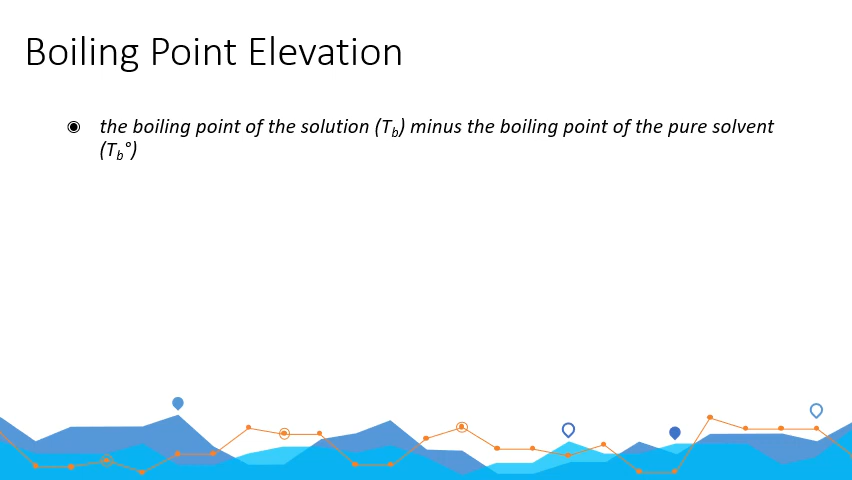 Boiling Point Elevation
◉ the boiling point of the solution (T_b) minus the boiling point of the pure solvent
(T_b°)